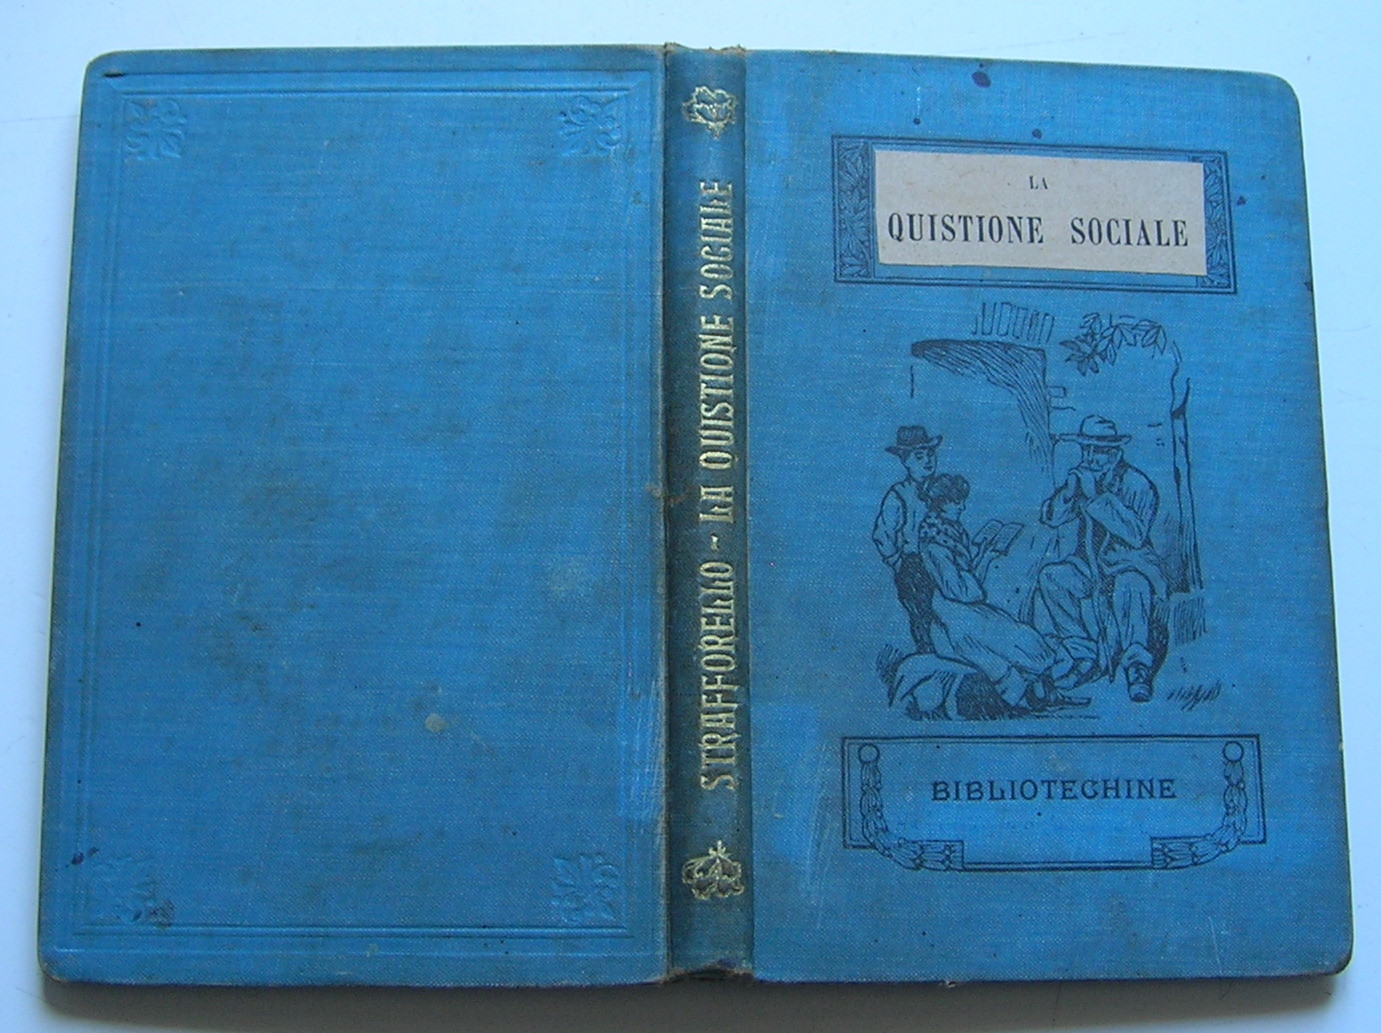 STRAFFORELLO - LA QUISTIONE SOCIALE
LA
QUISTIONE SOCIALE
BIBLIOTECHINE